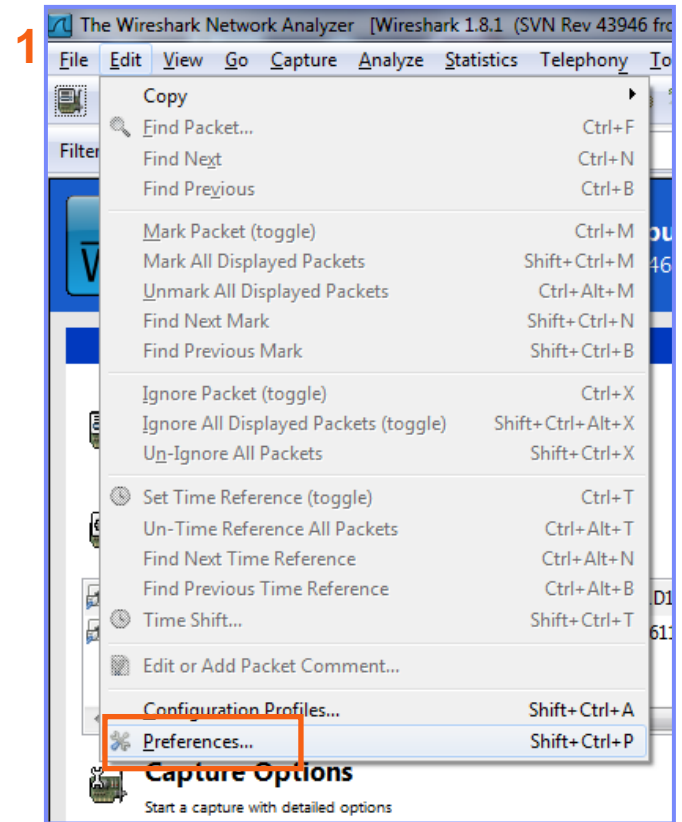 1
The Wireshark Network Analyzer [Wireshark 1.8.1 (SVN Rev 43946 fro
File Edit View Go Capture Analyze Statistics Telephony To
Copy
Find Packet... Ctrl+F
Filter
Find Next Ctrl+N
Find Previous Ctrl+B
Mark Packet (toggle) Ctrl+M
Mark All Displayed Packets Shift+Ctrl+M
46
Unmark All Displayed Packets Ctrl+Alt+M
Find Next Mark Shift+Ctrl+N
Find Previous Mark Shift+Ctrl+B
Ignore Packet (toggle) Ctrl+X
Ignore All Displayed Packets (toggle) Shift+Ctrl+Alt+X
Un-Ignore All Packets Shift+Ctrl+X
Set Time Reference (toggle) Ctrl+T
Un-Time Reference All Packets Ctrl+Alt+T
Find Next Time Reference Ctrl+Alt+N
Find Previous Time Reference Ctrl+Alt+B
D1
Time Shift... Shift+Ctrl+T
611
Edit or Add Packet Comment...
Configuration Profiles... Shift+Ctrl+A
Preferences... Shift+Ctrl+P
Capture Options
Start a capture with detailed options